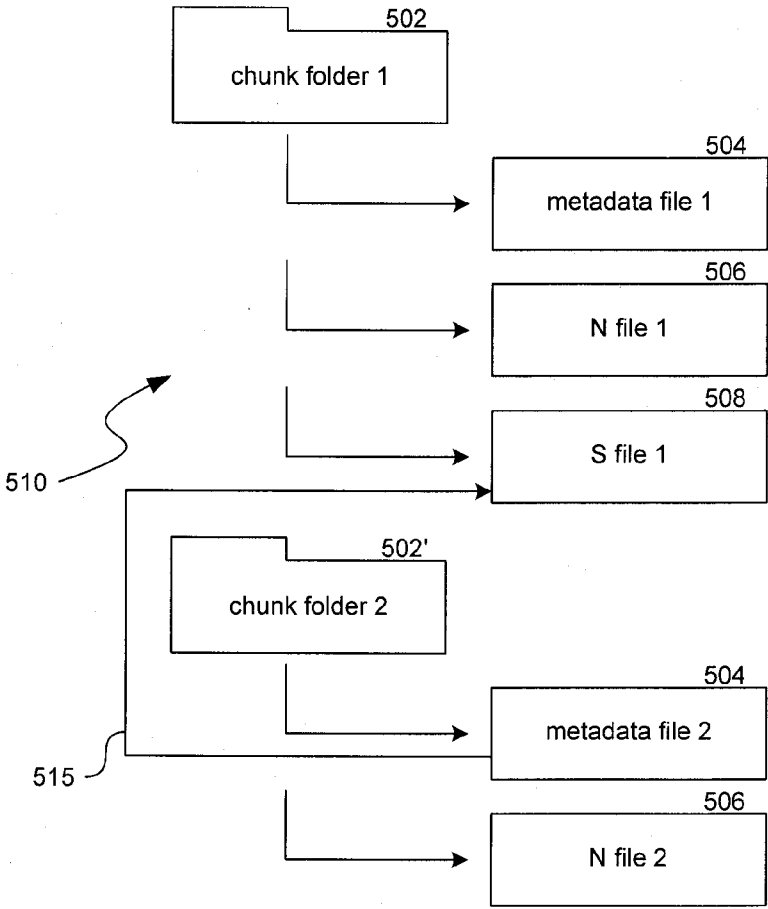 502
chunk folder 1
504
metadata file 1
506
N file 1
508
S file 1
510
502'
chunk folder 2
504
metadata file 2
515
506
N file 2